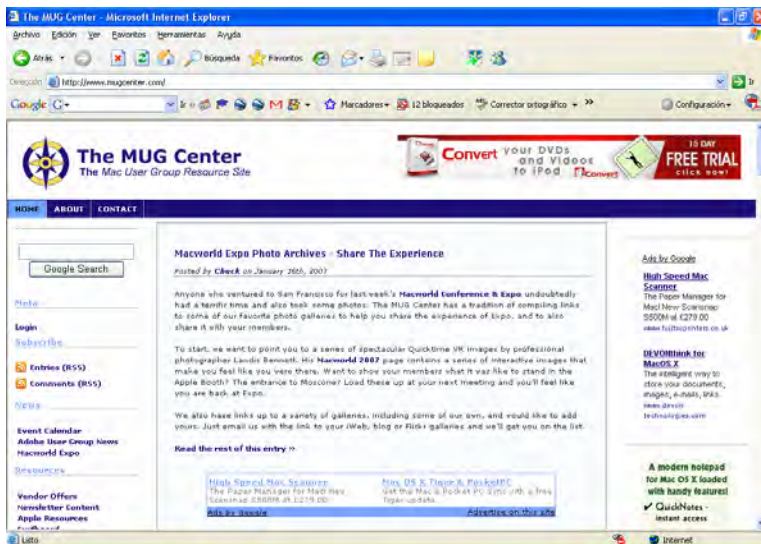 The MUG Center - Microsoft Internet Explorer
Archivo Edición Ver Favoritos Herramientas Ayuda
Atrás Búsqueda Favoritos
Dirección http://www.mugcenter.com/ Ir
Google G Ir Marcadores 12 bloqueados Corrector ortográfico » Configuración
The MUG Center
The Mac User Group Resource Site
Convert your DVDs
and Videos
to iPod
iConvert
10 DAY
FREE TRIAL
click now!
HOME ABOUT CONTACT
Google Search
Meta
Login
Subscribe
Entries (RSS)
Comments (RSS)
News
Event Calendar
Adobe User Group News
Macworld Expo
Resources
Vendor Offers
Newsletter Content
Apple Resources
Macworld Expo Photo Archives - Share The Experience
Posted by Chuck on January 26th, 2007
Anyone who ventured to San Francisco for last week's Macworld Conference & Expo undoubtedly
had a terrific time and also took some photos. The MUG Center has a tradition of compiling links
to some of our favorite photo galleries to help you share the experience of Expo, and to also
share it with your members.
To start, we want to point you to a series of spectacular Quicktime VR images by professional
photographer Landis Bennett. His Macworld 2007 page contains a series of interactive images that
make you feel like you were there. Want to show your members what it was like to stand in the
Apple Booth? The entrance to Moscone? Load these up at your next meeting and you'll feel like
you are back at Expo.
We also have links up to a variety of galleries, including some of our own, and would like to add
yours. Just email us with the link to your iWeb, blog or Flikr galleries and we'll get you on the list.
Read the rest of this entry »
High Speed Mac Scanner
The Paper Manager for Mac! New
Scansnap S500M at £279.00
Mac OS X Tiger & PocketPC
Get the Mac & Pocket PC Sync with a free
Tiger update.
Ads by Google Advertise on this site
Ads by Google
High Speed Mac
Scanner
The Paper Manager for
Mac! New Scansnap
S500M at £279.00
DEVONthink for
MacOS X
The intelligent way to
store your documents,
images, e-mails, links.
www.devon-
technologies.com
A modern notepad
for Mac OS X loaded
with handy features!
✔ QuickNotes -
instant access
Listo Internet